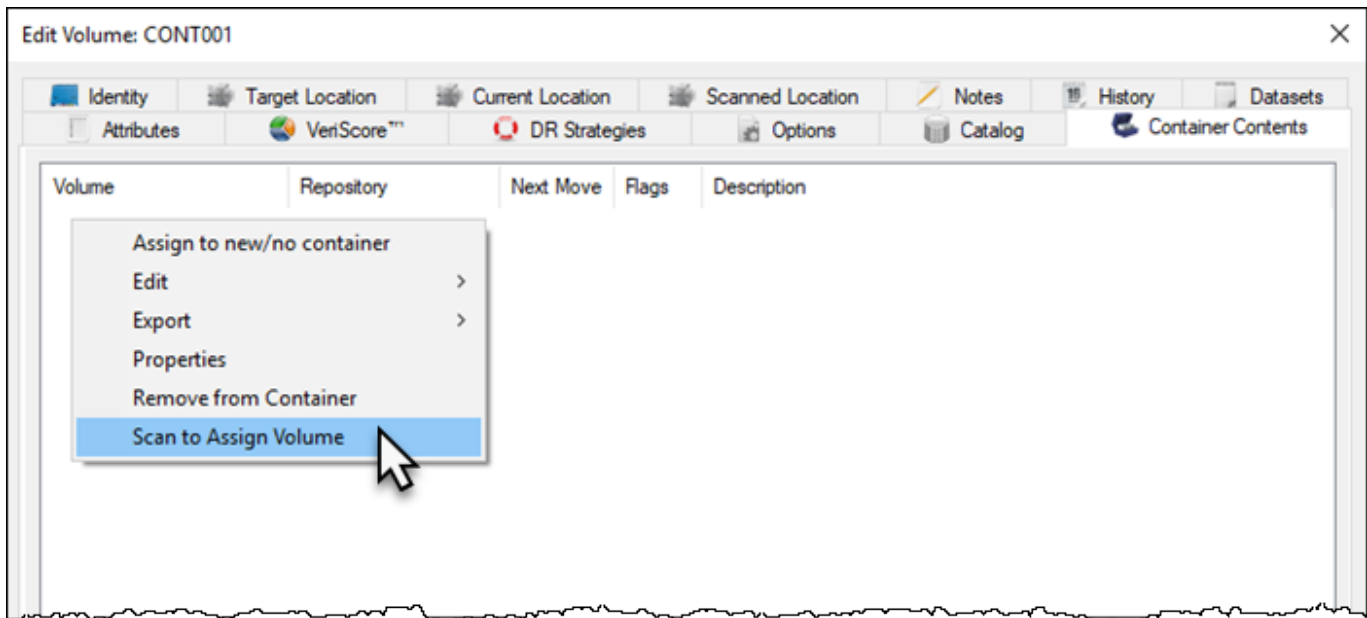 Edit Volume: CONT001
Identity Target Location Current Location Scanned Location Notes History Datasets
Attributes VeriScore™ DR Strategies Options Catalog Container Contents
Volume Repository Next Move Flags Description
Assign to new/no container
Edit
Export
Properties
Remove from Container
Scan to Assign Volume